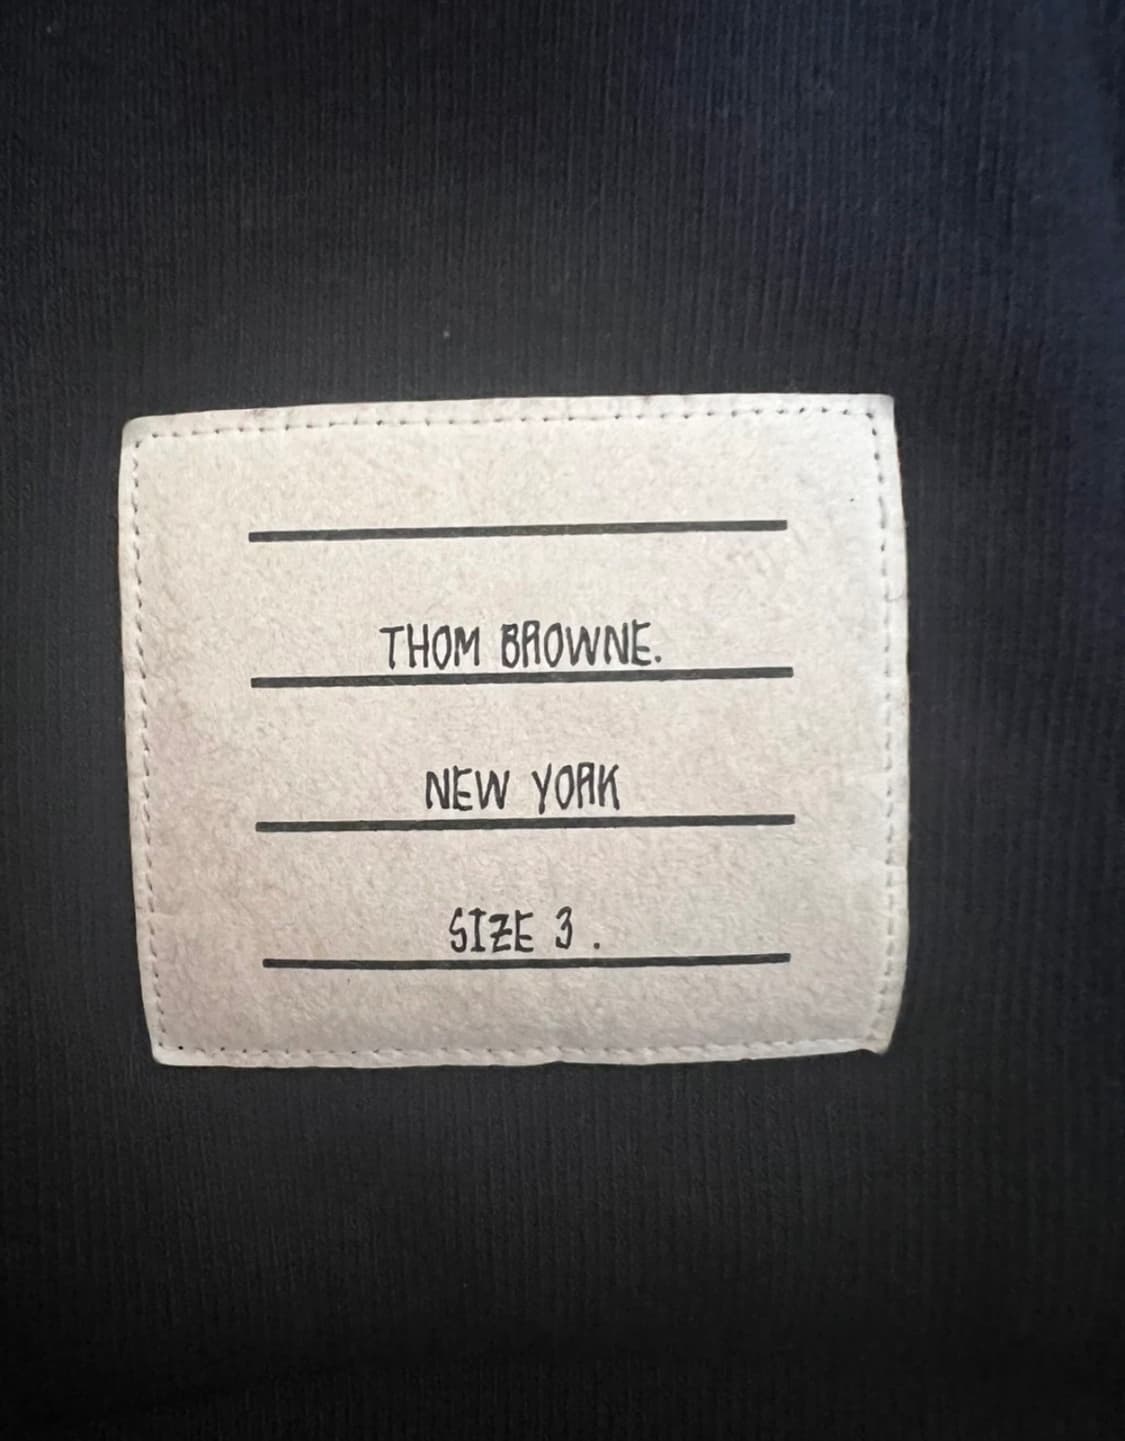 THOM BROWNE.
NEW YORK
SIZE 3 .